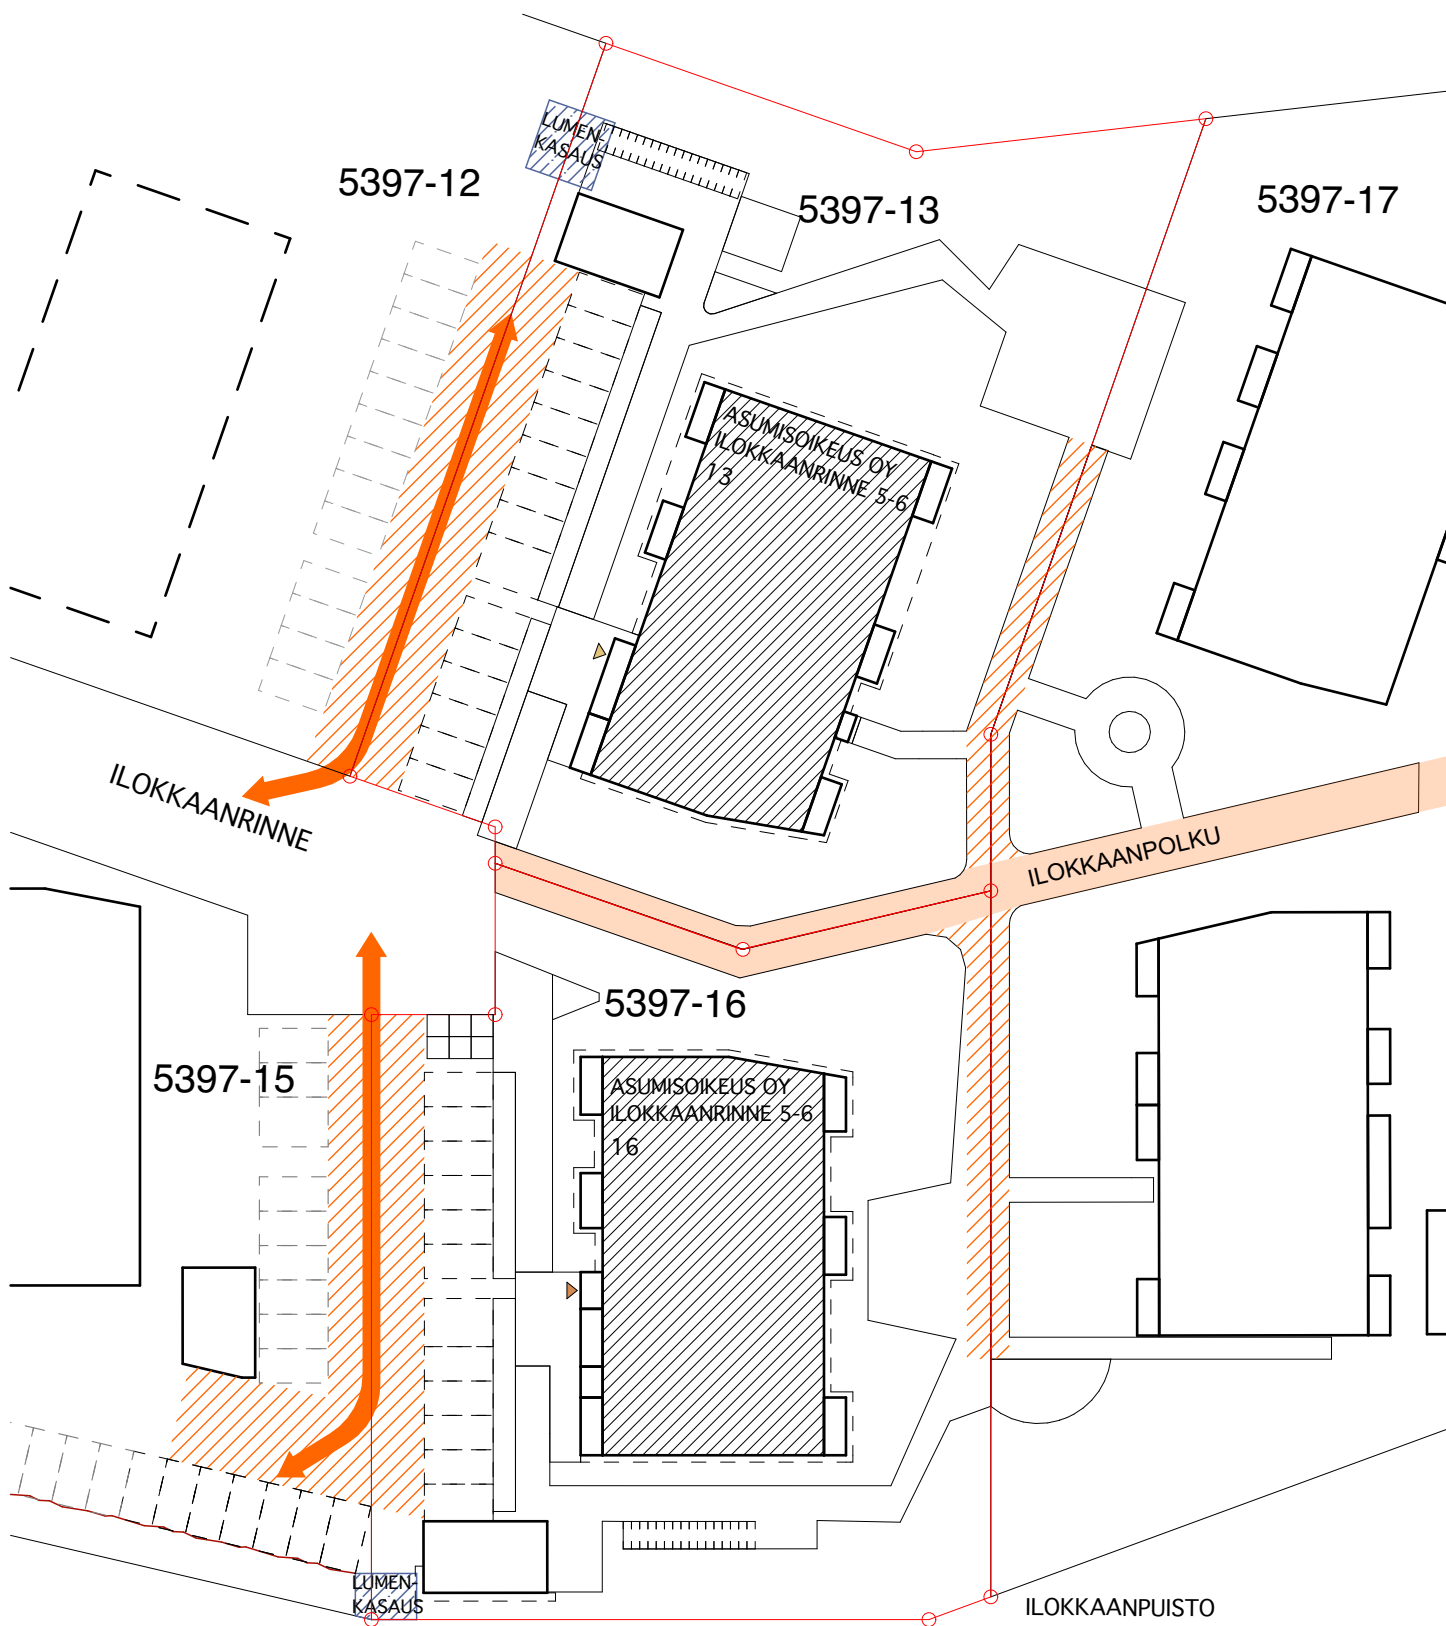 LUMEN-
KASAUS
5397-12
5397-13
5397-17
ASUMISOIKEUS OY
ILOKKAANRINNE 5-6
13
ILOKKAANRINNE
ILOKKAANPOLKU
5397-16
5397-15
ASUMISOIKEUS OY
ILOKKAANRINNE 5-6
16
LUMEN-
KASAUS
ILOKKAANPUISTO